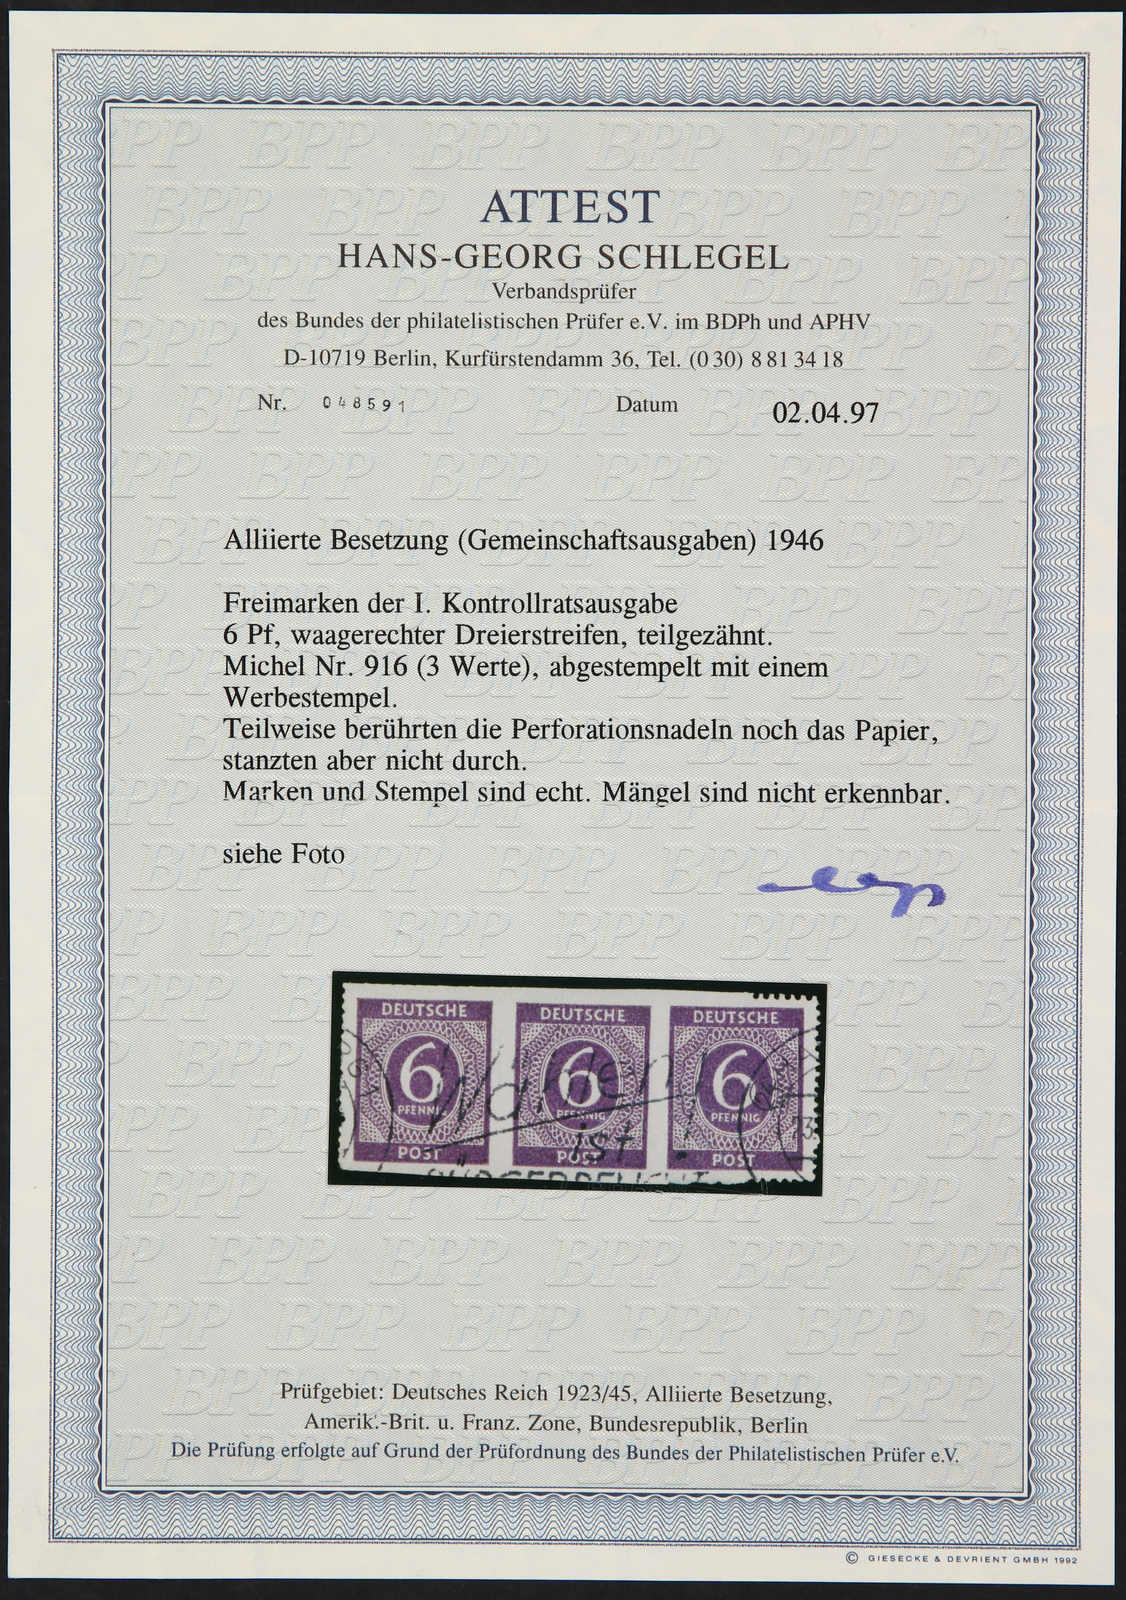 ATTEST
HANS-GEORG SCHLEGEL
Verbandsprüfer
des Bundes der philatelistischen Prüfer e.V. im BDPh und APHV
D-10719 Berlin, Kurfürstendamm 36, Tel. (0 30) 8 81 34 18
Nr. 048591 Datum 02.04.97
Alliierte Besetzung (Gemeinschaftsausgaben) 1946
Freimarken der I. Kontrollratsausgabe
6 Pf, waagerechter Dreierstreifen, teilgezähnt.
Michel Nr. 916 (3 Werte), abgestempelt mit einem
Werbestempel.
Teilweise berührten die Perforationsnadeln noch das Papier,
stanzten aber nicht durch.
Marken und Stempel sind echt. Mängel sind nicht erkennbar.
siehe Foto
DEUTSCHE DEUTSCHE DEUTSCHE
6 6 6
PFENNIG PFENNIG PFENNIG
POST POST POST
Wählen
ist
Prüfgebiet: Deutsches Reich 1923/45, Alliierte Besetzung,
Amerik.-Brit. u. Franz. Zone, Bundesrepublik, Berlin
Die Prüfung erfolgte auf Grund der Prüfordnung des Bundes der Philatelistischen Prüfer e.V.
© GIESECKE & DEVRIENT GMBH 1992